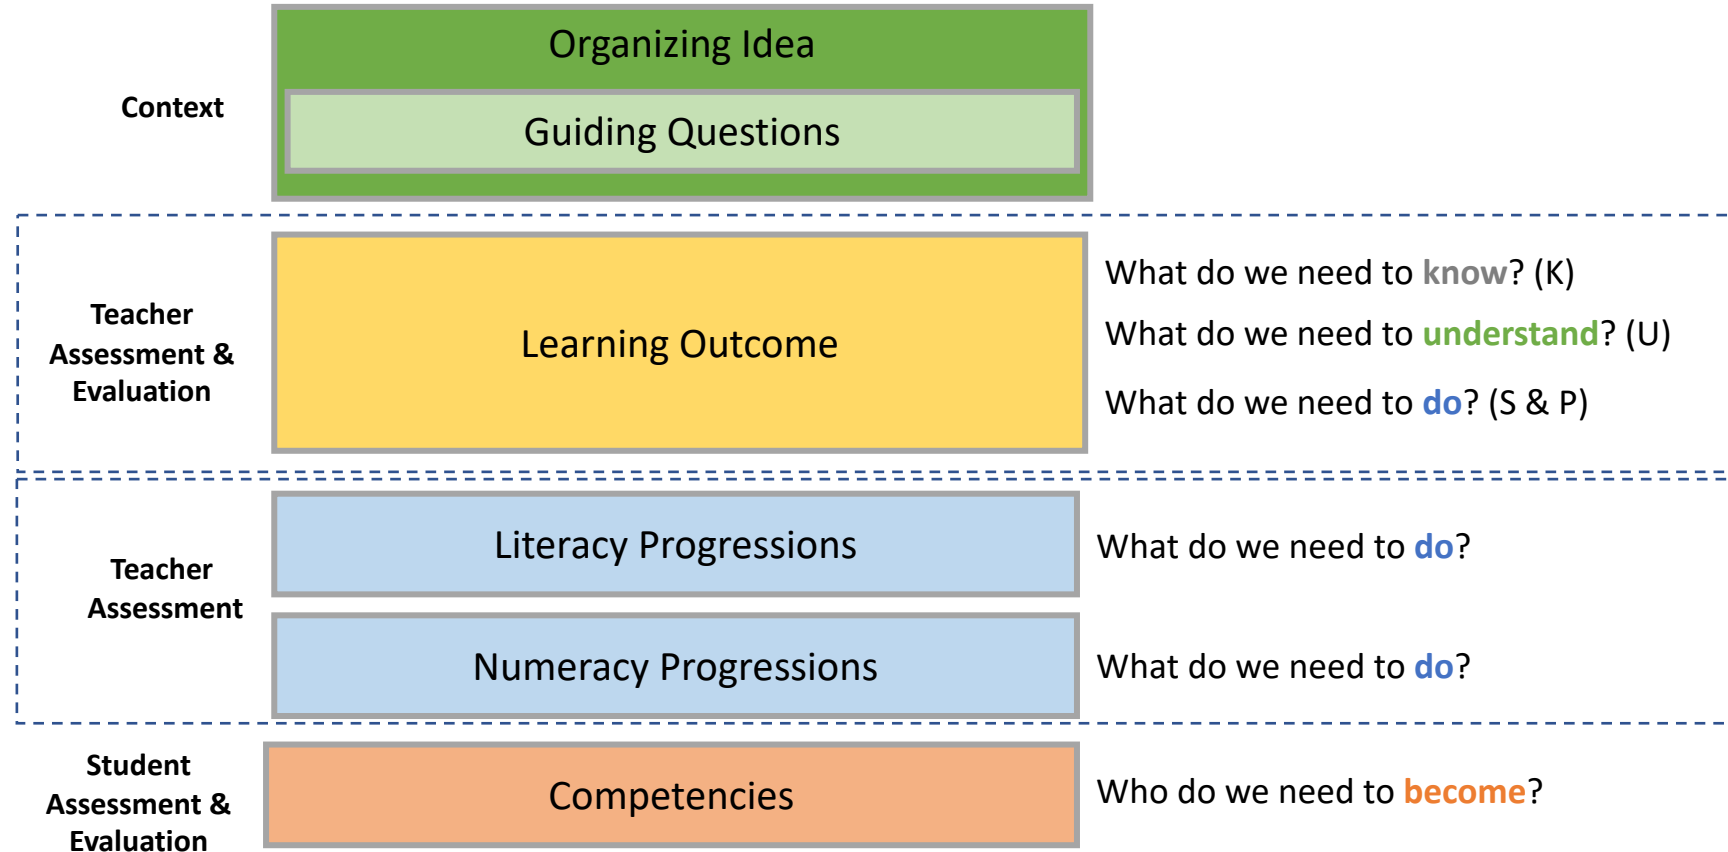 Organizing Idea
Context
Guiding Questions
Teacher
Assessment &
Evaluation
Learning Outcome
What do we need to know? (K)
What do we need to understand? (U)
What do we need to do? (S & P)
Teacher
Assessment
Literacy Progressions
What do we need to do?
Numeracy Progressions
What do we need to do?
Student
Assessment &
Evaluation
Competencies
Who do we need to become?